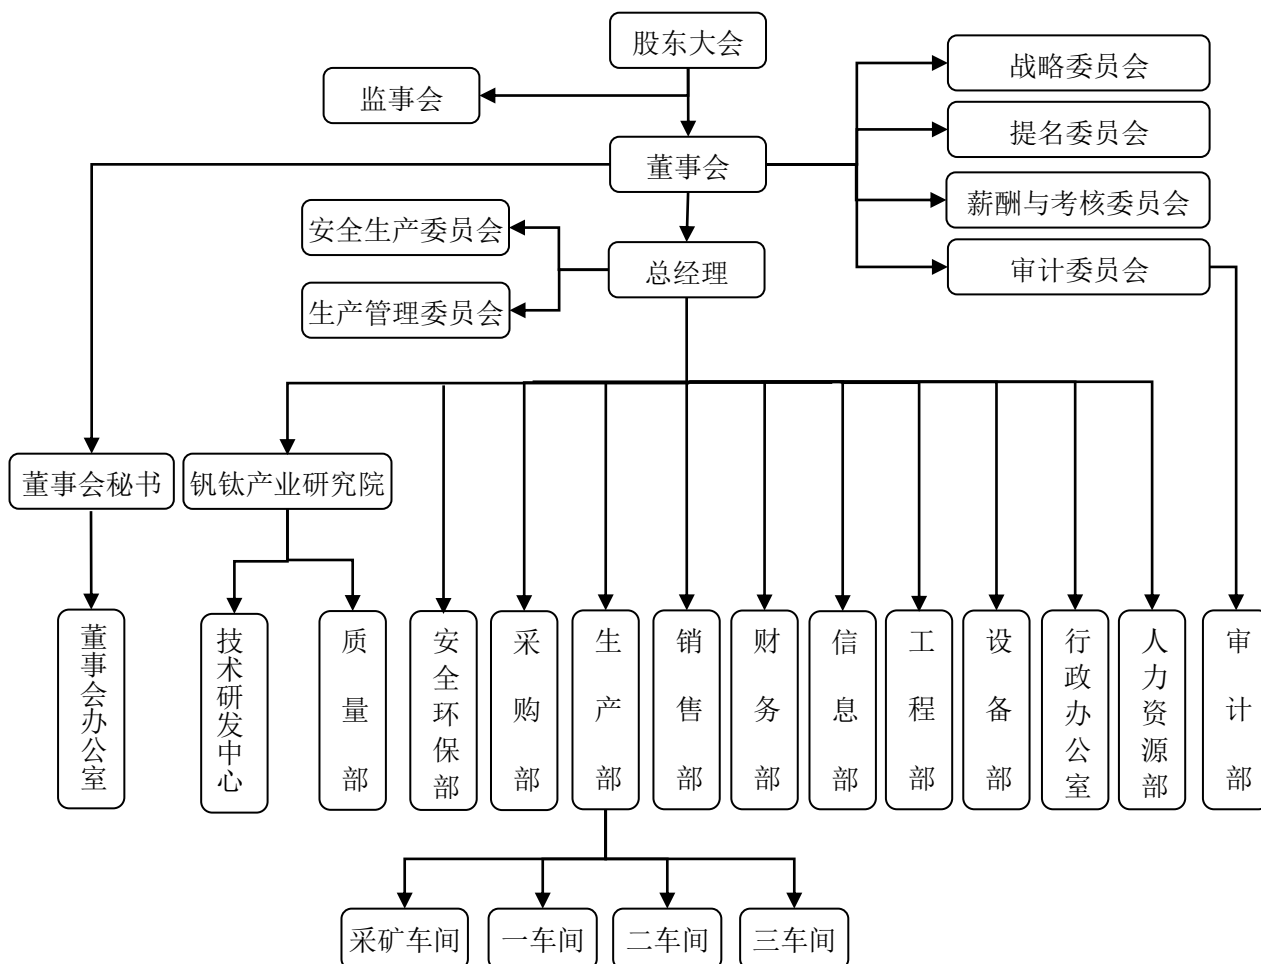 股东大会
监事会
战略委员会
提名委员会
董事会
薪酬与考核委员会
安全生产委员会
总经理
审计委员会
生产管理委员会
董事会秘书
钒钛产业研究院
董事会办公室
技术研发中心
质量部
安全环保部
采购部
生产部
销售部
财务部
信息部
工程部
设备部
行政办公室
人力资源部
审计部
采矿车间
一车间
二车间
三车间